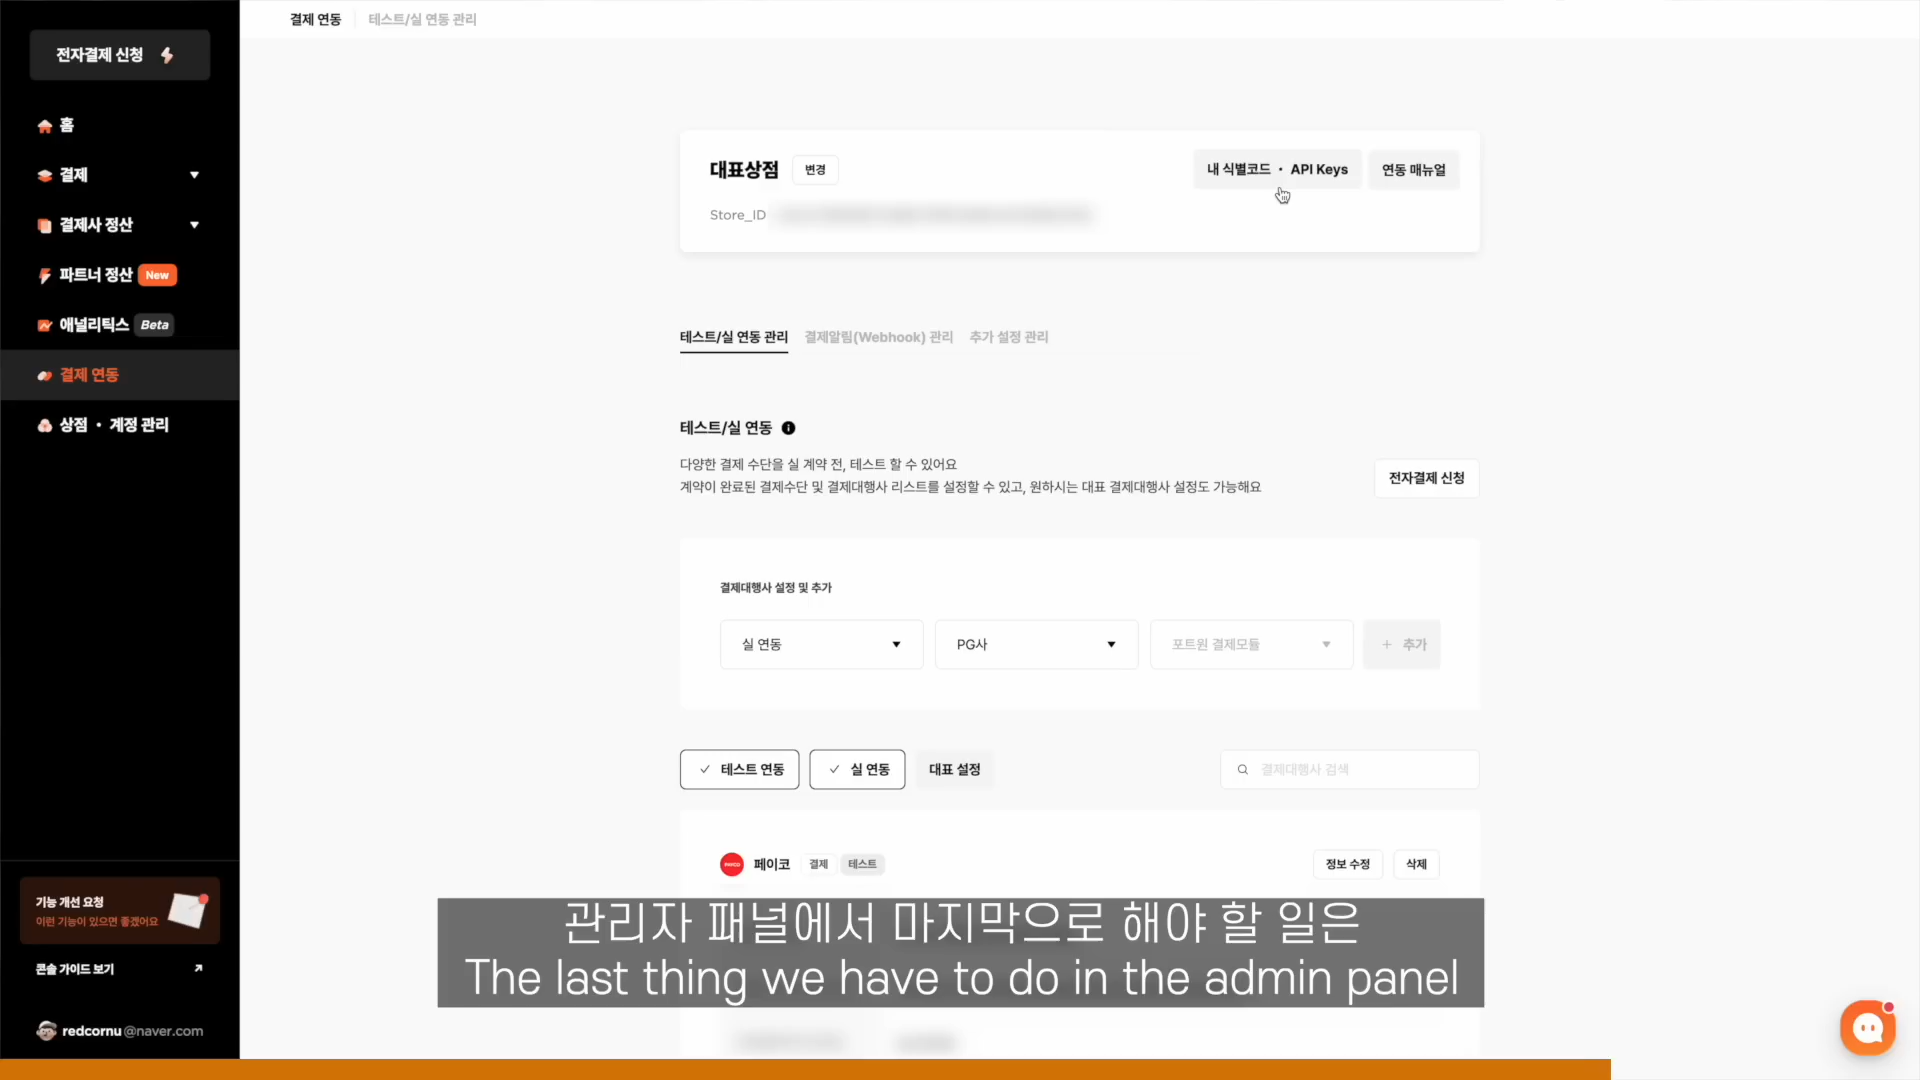 결제 연동
테스트/실 연동 관리
전자결제 신청
홈
결제
결제사 정산
파트너 정산 New
애널리틱스 Beta
결제 연동
상점 • 계정 관리
대표상점 변경
내 식별코드 • API Keys
연동 매뉴얼
Store_ID
테스트/실 연동 관리
결제알림(Webhook) 관리
추가 설정 관리
테스트/실 연동
다양한 결제 수단을 실 계약 전, 테스트 할 수 있어요
계약이 완료된 결제수단 및 결제대행사 리스트를 설정할 수 있고, 원하시는 대표 결제대행사 설정도 가능해요
전자결제 신청
결제대행사 설정 및 추가
실 연동
PG사
포트원 결제모듈
+ 추가
테스트 연동
실 연동
대표 설정
결제대행사 검색
페이코 결제 테스트
정보 수정
삭제
기능 개선 요청
이런 기능이 있으면 좋겠어요
콘솔 가이드 보기
redcornu@naver.com
관리자 패널에서 마지막으로 해야 할 일은
The last thing we have to do in the admin panel